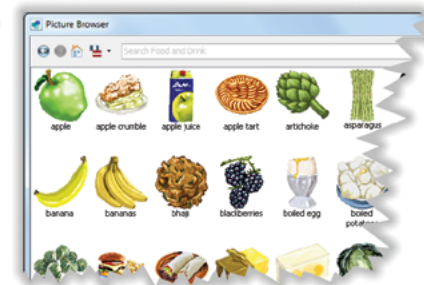 Picture Browser
Search Food and Drink
apple apple crumble apple juice apple tart artichoke asparagus
banana bananas bhaji blackberries boiled egg boiled